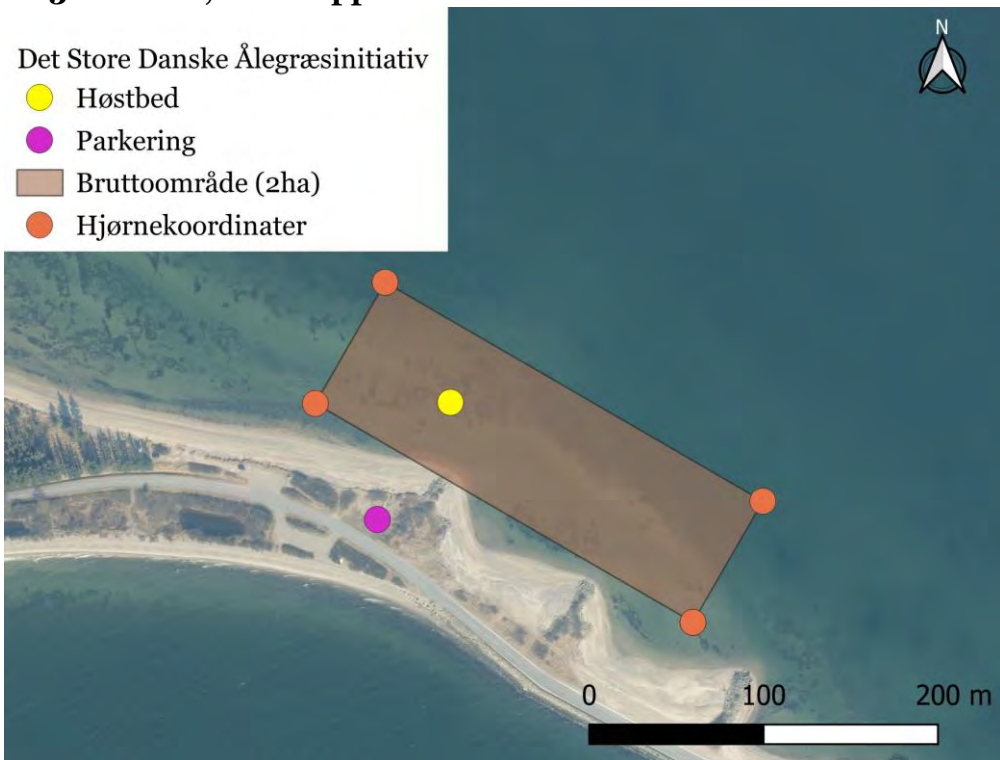 Det Store Danske Ålegræsinitiativ
Høstbed
Parkering
Bruttoområde (2ha)
Hjørnekoordinater
N
0 100 200 m